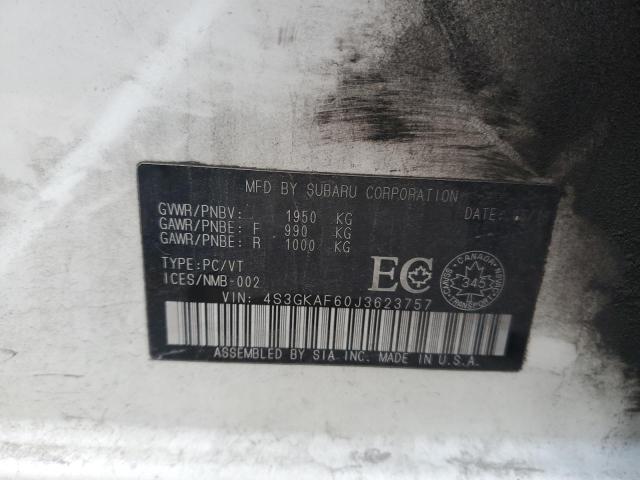 MFD BY SUBARU CORPORATION
GVWR/PNBV: 1950 KG DATE:
GAWR/PNBE: F 990 KG
GAWR/PNBE: R 1000 KG
TYPE:PC/VT
ICES/NMB-002
EC
CANADA
345
TRANSPORT
VIN: 4S3GKAF60J3623757
ASSEMBLED BY SIA INC. MADE IN U.S.A.